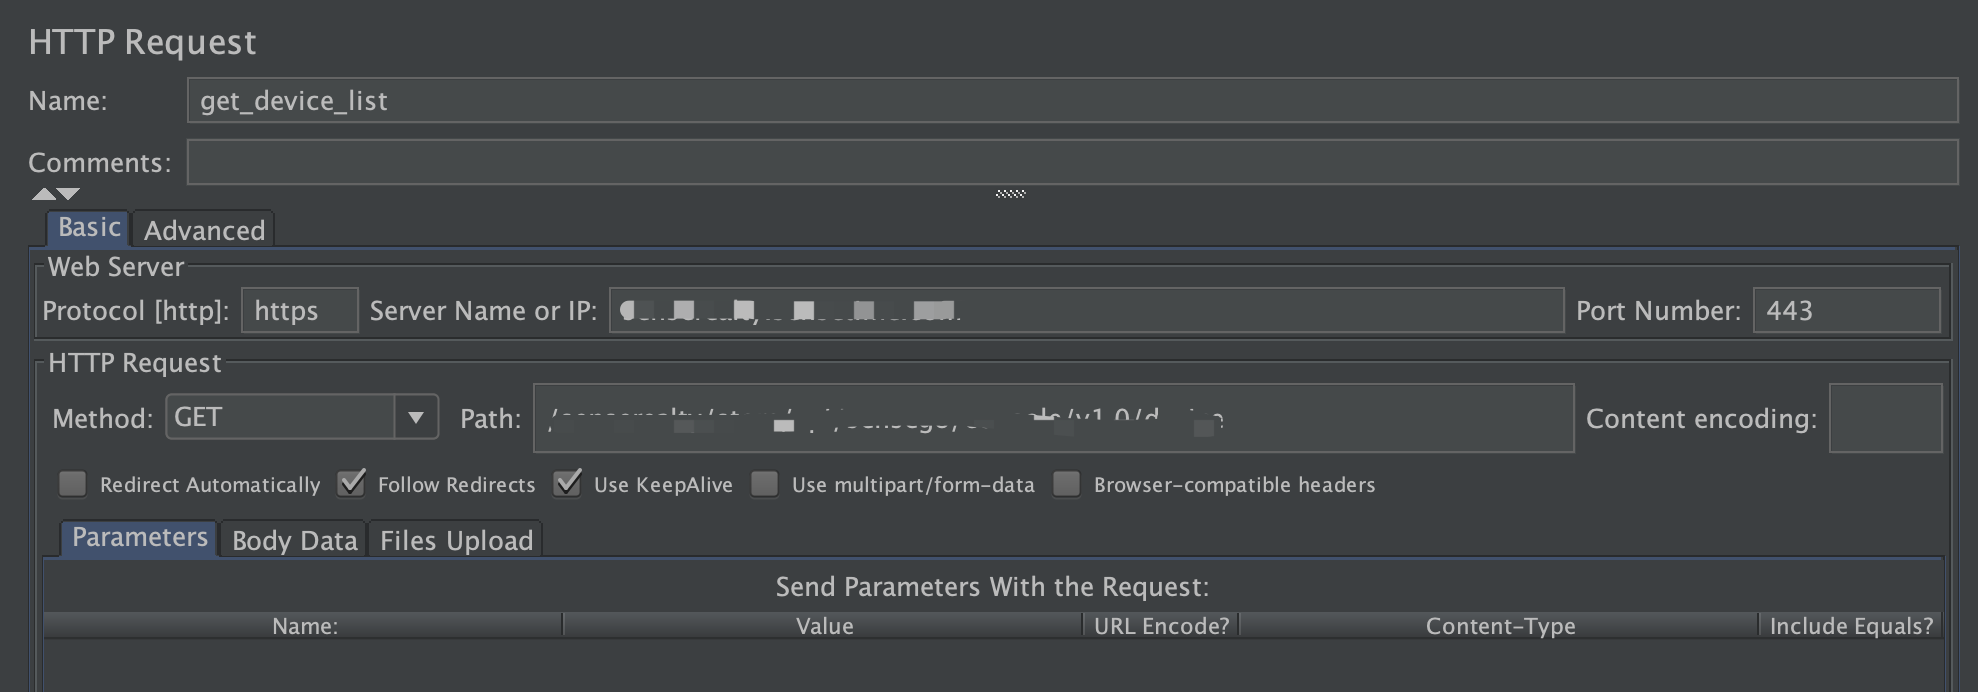 HTTP Request
Name: get_device_list
Comments:
Basic Advanced
Web Server
Protocol [http]: https Server Name or IP: Port Number: 443
HTTP Request
Method: GET Path: Content encoding:
Redirect Automatically Follow Redirects Use KeepAlive Use multipart/form-data Browser-compatible headers
Parameters Body Data Files Upload
Send Parameters With the Request:
Name: Value URL Encode? Content-Type Include Equals?